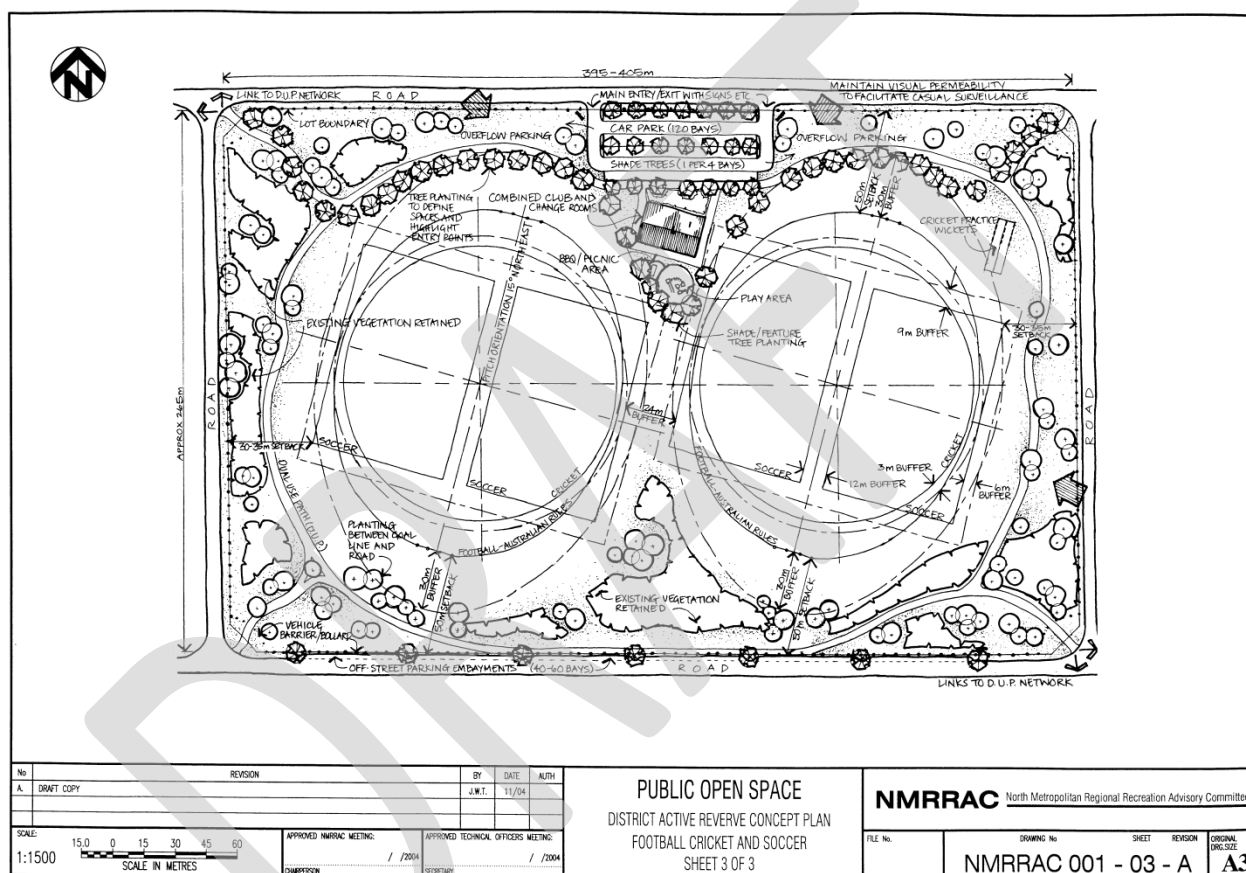 N
395-405m
LINK TO D.U.P. NETWORK
ROAD
MAIN ENTRY/EXIT WITH SIGNS ETC
MAINTAIN VISUAL PERMEABILITY
TO FACILITATE CASUAL SURVEILLANCE
LOT BOUNDARY
OVERFLOW PARKING
CAR PARK (120 BAYS)
OVERFLOW PARKING
SHADE TREES (1 PER 4 BAYS)
TREE PLANTING
TO DEFINE
SPACES AND
HIGHLIGHT
ENTRY POINTS
COMBINED CLUB AND
CHANGE ROOMS
50m
SETBACK
30m
BUFFER
CRICKET PRACTICE
WICKETS
BBQ/PICNIC
AREA
PITCH ORIENTATION 15° NORTH EAST
PLAY AREA
EXISTING VEGETATION RETAINED
SHADE/FEATURE
TREE PLANTING
9m BUFFER
30-35m
SETBACK
APPROX 265m
ROAD
ROAD
24m
BUFFER
30-35m SETBACK
SOCCER
SOCCER
CRICKET
FOOTBALL-AUSTRALIAN RULES
DUAL USE PATH (D.U.P.)
SOCCER
3m BUFFER
12m BUFFER
CRICKET
6m
BUFFER
SOCCER
FOOTBALL-AUSTRALIAN RULES
PLANTING
BETWEEN GOAL
LINE AND
ROAD
30m
BUFFER
50m SETBACK
30m
BUFFER
50m SETBACK
EXISTING VEGETATION
RETAINED
VEHICLE
BARRIER/BOLLARD
OFF-STREET PARKING EMBAYMENTS (40-60 BAYS)
ROAD
LINKS TO D.U.P. NETWORK
DRAFT
No REVISION BY DATE AUTH
A. DRAFT COPY J.W.T. 11/04
SCALE:
1:1500
15.0 0 15 30 45 60
SCALE IN METRES
APPROVED NMRRAC MEETING:
/ /2004
CHAIRPERSON
APPROVED TECHNICAL OFFICERS MEETING:
/ /2004
SECRETARY
PUBLIC OPEN SPACE
DISTRICT ACTIVE REVERVE CONCEPT PLAN
FOOTBALL CRICKET AND SOCCER
SHEET 3 OF 3
NMRRAC North Metropolitan Regional Recreation Advisory Committee
FILE No.
DRAWING No SHEET REVISION
NMRRAC 001 - 03 - A
ORIGINAL
DRG.SIZE
A3